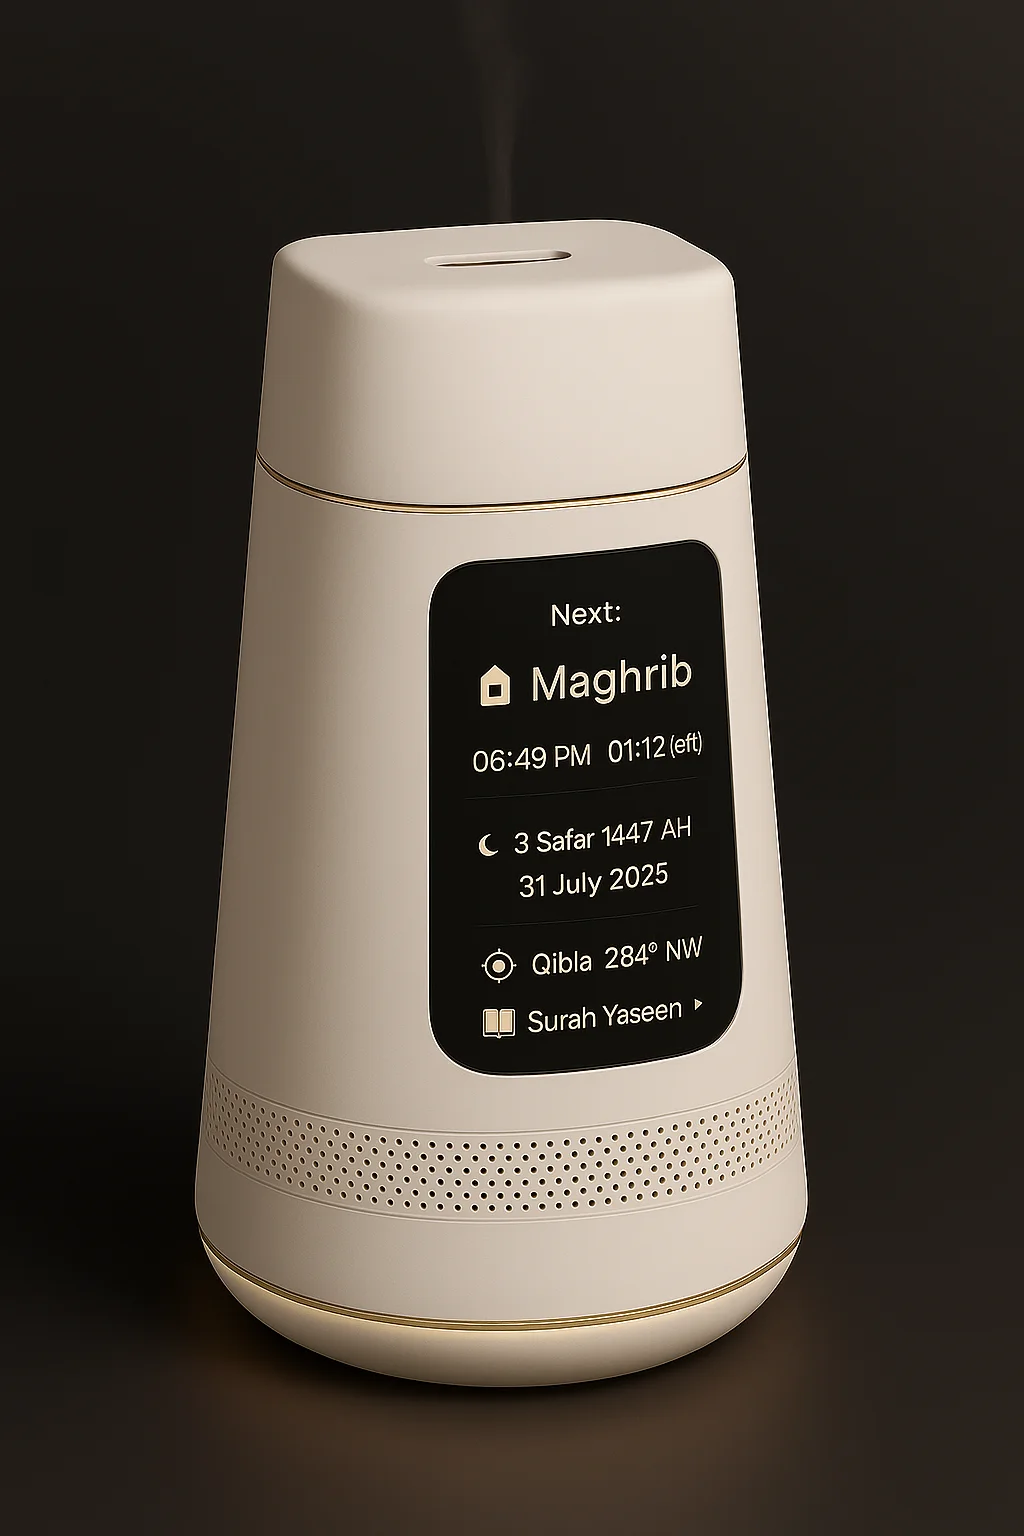 Next:
Maghrib
06:49 PM 01:12 (eft)
3 Safar 1447 AH
31 July 2025
Qibla 284° NW
Surah Yaseen